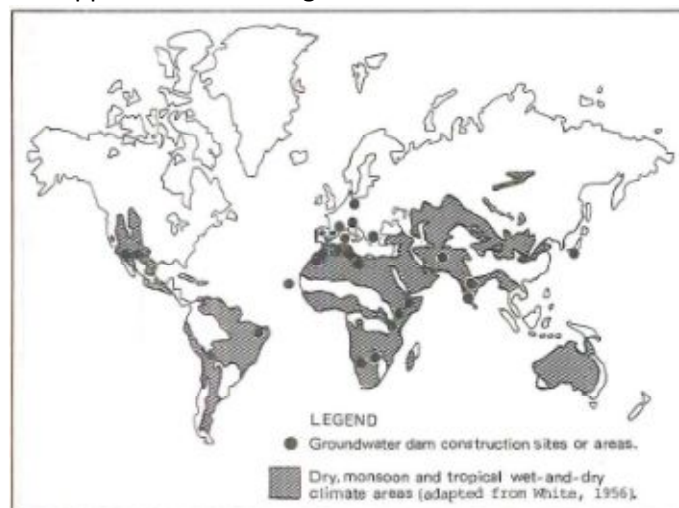 LEGEND
Groundwater dam construction sites or areas.
Dry, monsoon and tropical wet-and-dry
climate areas (adapted from White, 1956).